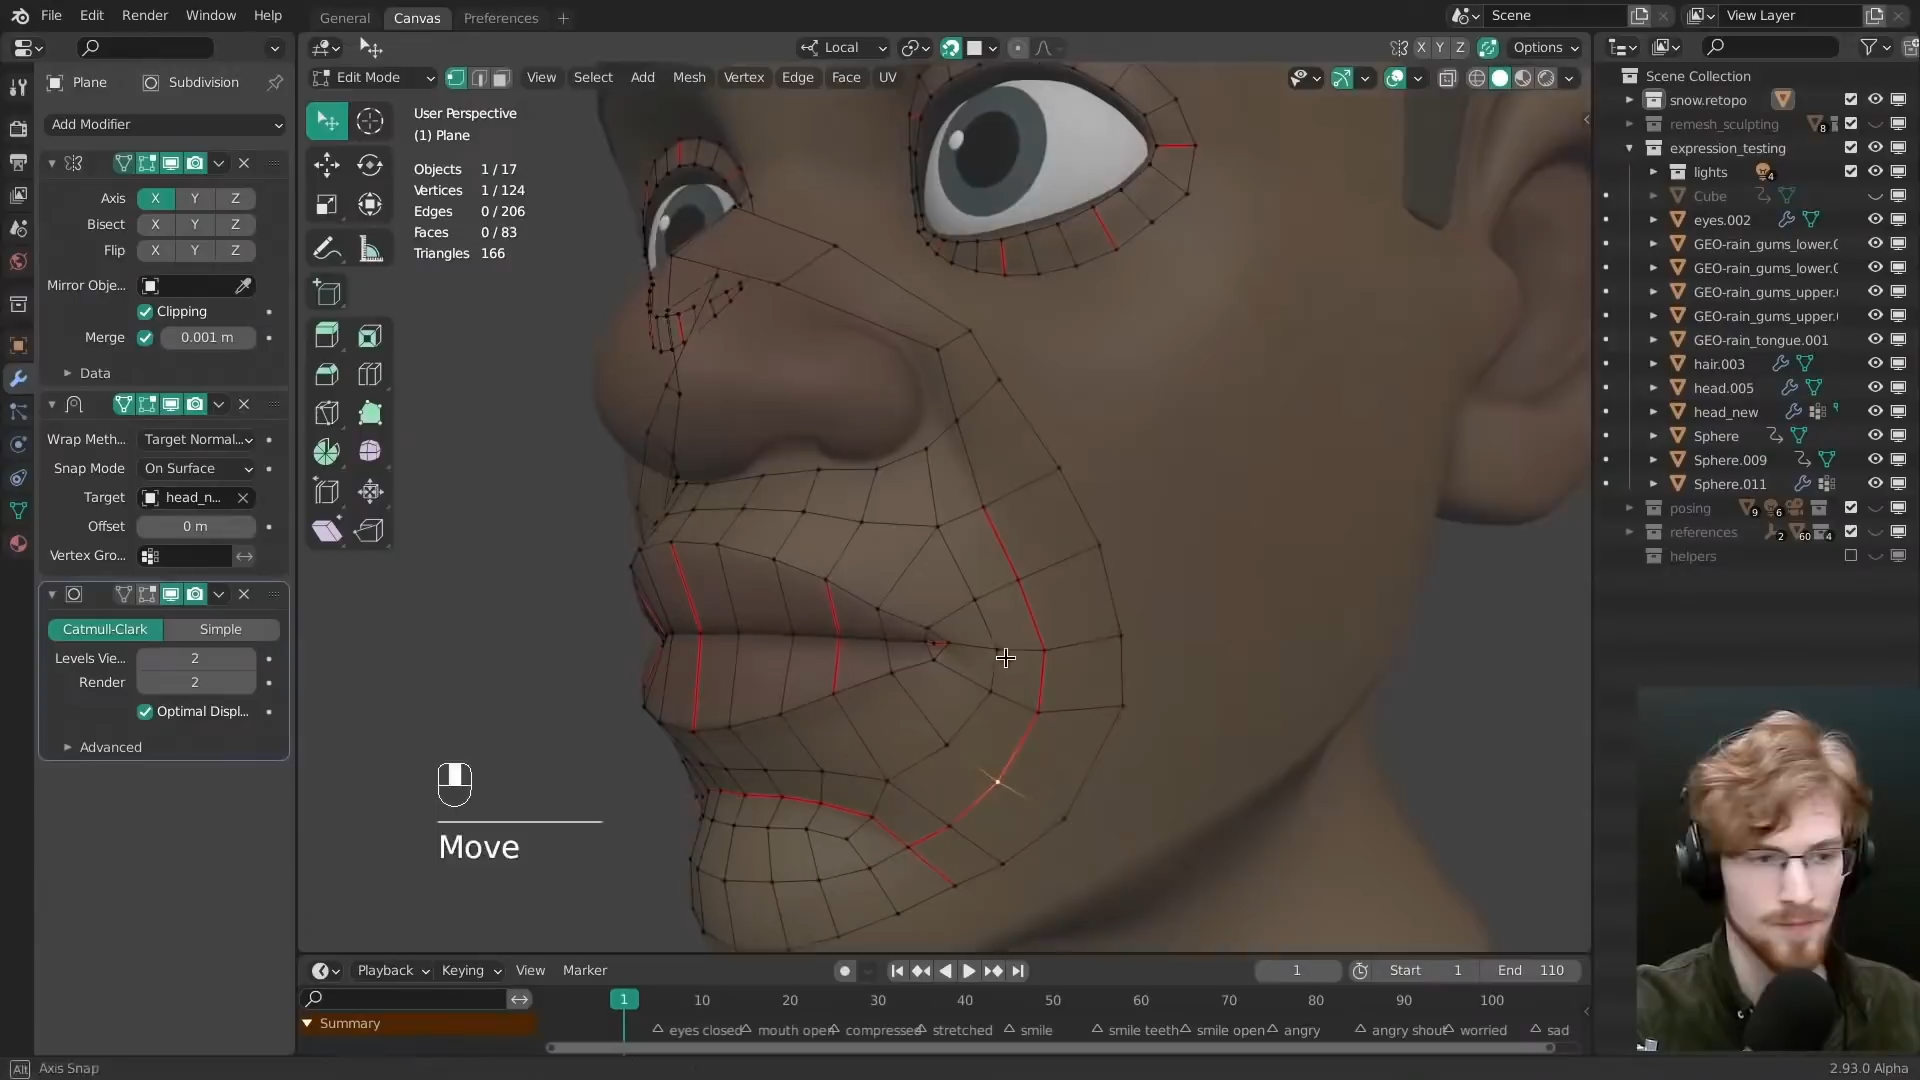 File Edit Render Window Help
General Canvas Preferences +
Scene
View Layer
Local
X Y Z Options
Plane Subdivision
Edit Mode View Select Add Mesh Vertex Edge Face UV
Add Modifier
Axis X Y Z
Bisect X Y Z
Flip X Y Z
Mirror Obje...
Clipping
Merge 0.001 m
Data
Wrap Meth... Target Normal...
Snap Mode On Surface
Target head_n...
Offset 0 m
Vertex Gro...
Catmull-Clark Simple
Levels Vie... 2
Render 2
Optimal Displ...
Advanced
User Perspective
(1) Plane
Objects 1 / 17
Vertices 1 / 124
Edges 0 / 206
Faces 0 / 83
Triangles 166
Move
Scene Collection
snow.retopo
remesh_sculpting 8
expression_testing
lights 4
Cube
eyes.002
GEO-rain_gums_lower.0
GEO-rain_gums_lower.0
GEO-rain_gums_upper.
GEO-rain_gums_upper.
GEO-rain_tongue.001
hair.003
head.005
head_new
Sphere
Sphere.009
Sphere.011
posing 9 6
references 2 60 4
helpers
Playback Keying View Marker
1 Start 1 End 110
1 10 20 30 40 50 60 70 80 90 100
Summary
eyes closed mouth open compressed stretched smile smile teeth smile open angry angry shout worried sad
Alt Axis Snap
2.93.0 Alpha